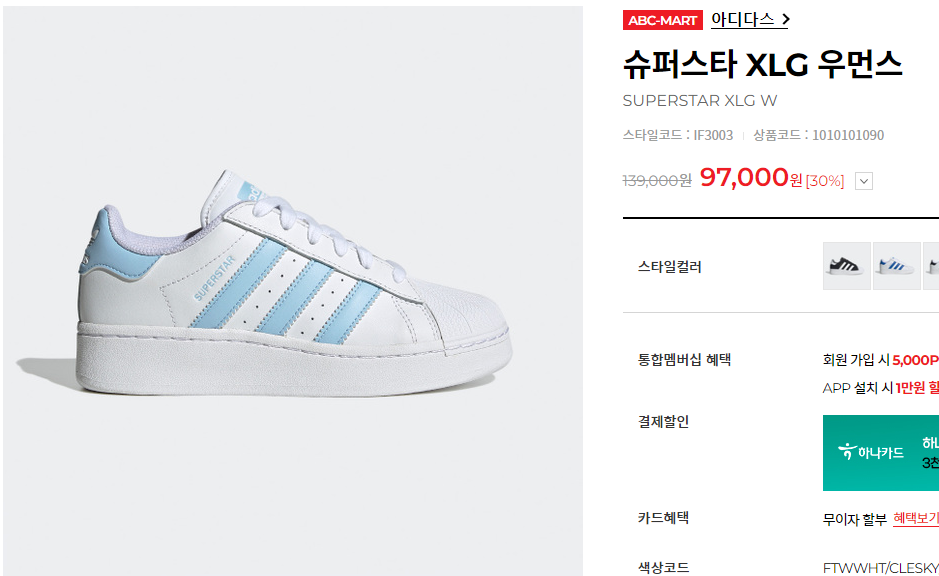 ABC-MART 아디다스
슈퍼스타 XLG 우먼스
SUPERSTAR XLG W
스타일코드 : IF3003 상품코드 : 1010101090
139,000원 97,000원 [30%]
SUPERSTAR
스타일컬러
통합멤버십 혜택 회원 가입 시 5,000P
APP 설치 시 1만원 할
결제할인
하나카드 하나
3천
카드혜택 무이자 할부 혜택보기
색상코드 FTWWHT/CLESKY